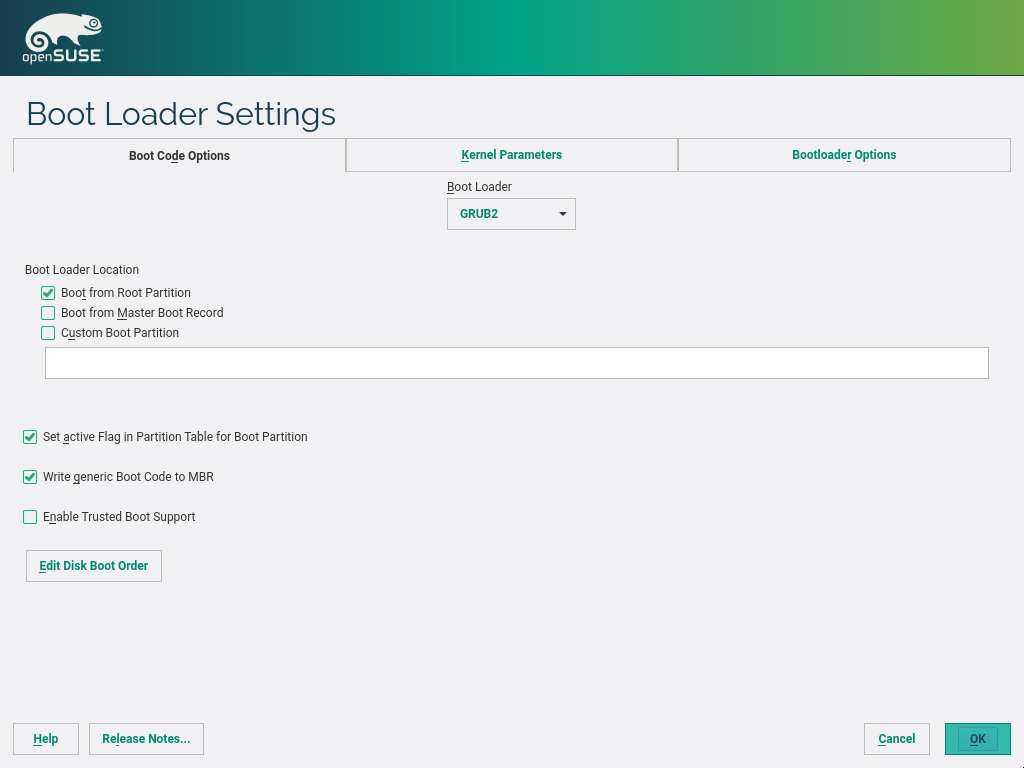 openSUSE
Boot Loader Settings
Boot Code Options
Kernel Parameters
Bootloader Options
Boot Loader
GRUB2
Boot Loader Location
Boot from Root Partition
Boot from Master Boot Record
Custom Boot Partition
Set active Flag in Partition Table for Boot Partition
Write generic Boot Code to MBR
Enable Trusted Boot Support
Edit Disk Boot Order
Help
Release Notes...
Cancel
OK